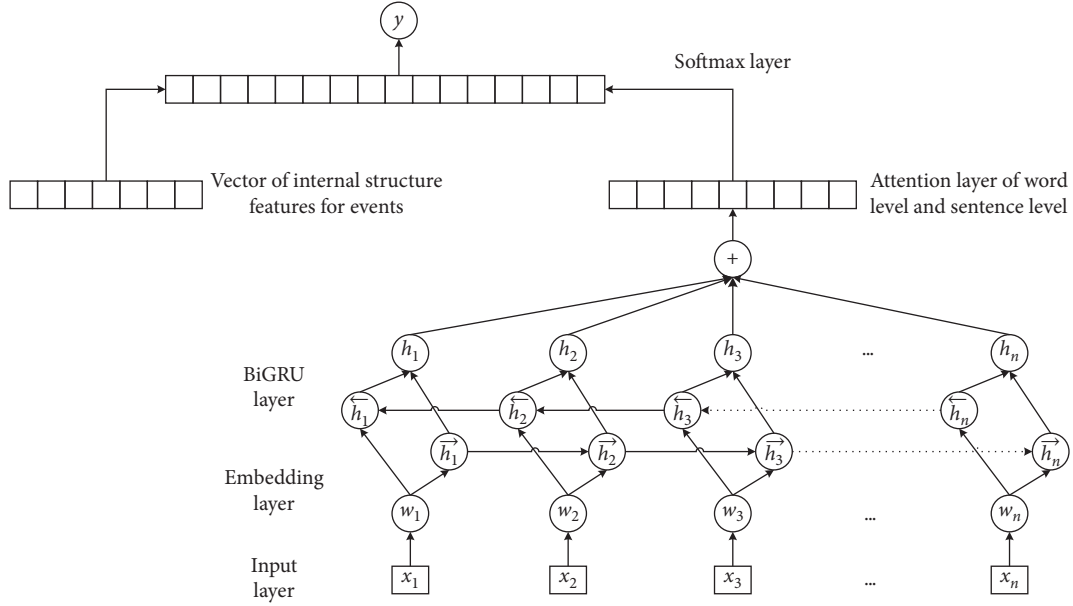 y
Softmax layer
Vector of internal structure
features for events
Attention layer of word
level and sentence level
+
h₁ h₂ h₃ ... hₙ
BiGRU
layer
←h₁ ←h₂ ←h₃ ←hₙ
→h₁ →h₂ →h₃ →hₙ
Embedding
layer
w₁ w₂ w₃ ... wₙ
Input
layer
x₁ x₂ x₃ ... xₙ